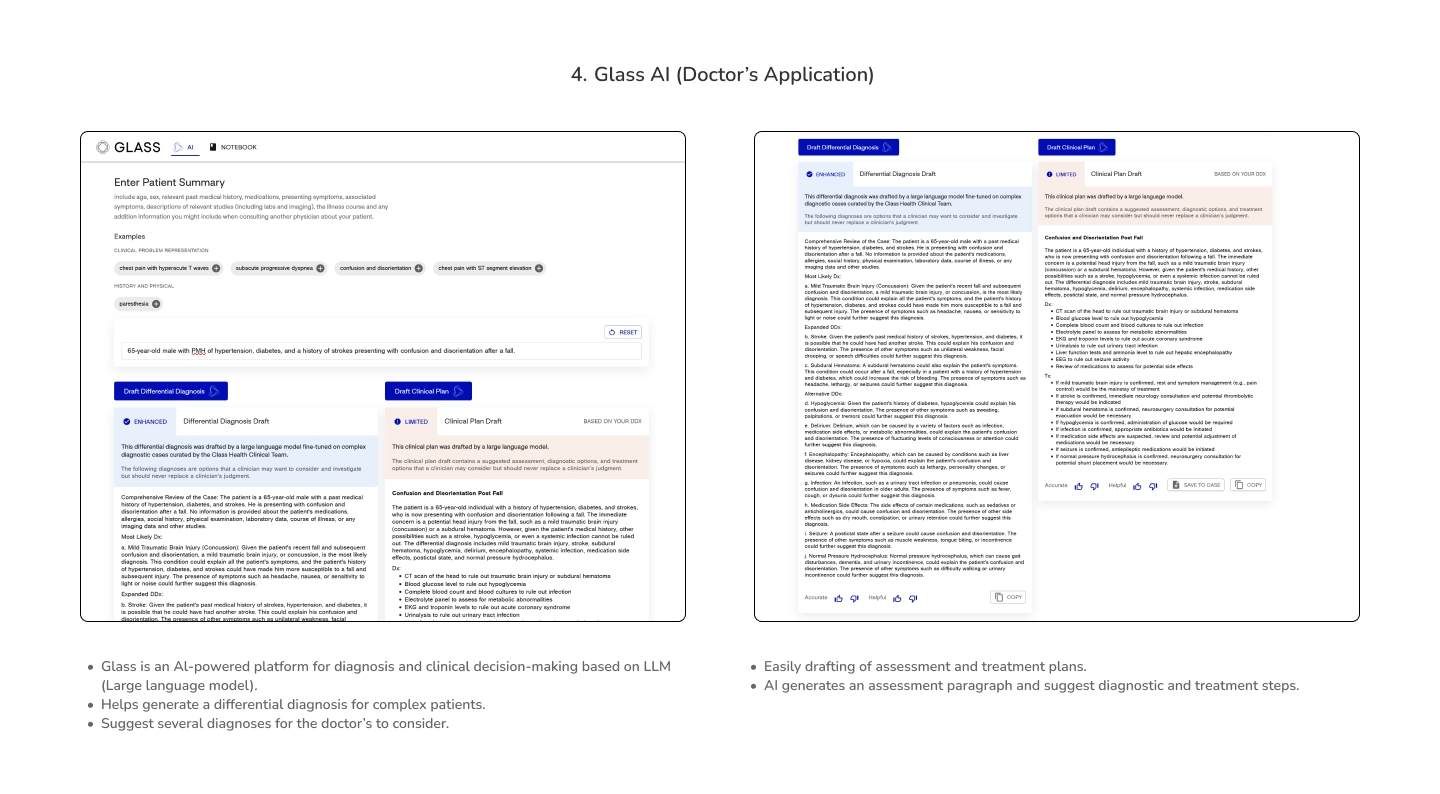 4. Glass AI (Doctor's Application)
GLASS
AI
NOTEBOOK
Enter Patient Summary
Include age, sex, relevant past medical history, medications, presenting symptoms, associated
symptoms, descriptions of relevant studies (including labs and imaging), the illness course and any
addition information you might include when consulting another physician about your patient.
Examples
CLINICAL PROBLEM REPRESENTATION
chest pain with hyperacute T waves
subacute progressive dyspnea
confusion and disorientation
chest pain with ST segment elevation
HISTORY AND PHYSICAL
paresthesia
RESET
65-year-old male with PMH of hypertension, diabetes, and a history of strokes presenting with confusion and disorientation after a fall.
Draft Differential Diagnosis
ENHANCED
Differential Diagnosis Draft
This differential diagnosis was drafted by a large language model fine-tuned on complex
diagnostic cases curated by the Class Health Clinical Team.
The following diagnoses are options that a clinician may want to consider and investigate
but should never replace a clinician's judgment.
Comprehensive Review of the Case: The patient is a 65-year-old male with a past medical
history of hypertension, diabetes, and strokes. He is presenting with confusion and
disorientation after a fall. No information is provided about the patient's medications,
allergies, social history, physical examination, laboratory data, course of illness, or any
imaging data and other studies.
Most Likely Dx:
a. Mild Traumatic Brain Injury (Concussion): Given the patient's recent fall and subsequent
confusion and disorientation, a mild traumatic brain injury, or concussion, is the most likely
diagnosis. This condition could explain all the patient's symptoms, and the patient's history
of hypertension, diabetes, and strokes could have made him more susceptible to a fall and
subsequent injury. The presence of symptoms such as headache, nausea, or sensitivity to
light or noise could further suggest this diagnosis.
Expanded DDx:
b. Stroke: Given the patient's past medical history of strokes, hypertension, and diabetes, it
is possible that he could have had another stroke. This could explain his confusion and
disorientation. The presence of other symptoms such as unilateral weakness, facial
Draft Clinical Plan
LIMITED
Clinical Plan Draft
BASED ON YOUR DDX
This clinical plan was drafted by a large language model.
The clinical plan draft contains a suggested assessment, diagnostic options, and treatment
options that a clinician may consider but should never replace a clinician's judgment.
Confusion and Disorientation Post Fall
The patient is a 65-year-old individual with a history of hypertension, diabetes, and strokes,
who is now presenting with confusion and disorientation following a fall. The immediate
concern is a potential head injury from the fall, such as a mild traumatic brain injury
(concussion) or a subdural hematoma. However, given the patient's medical history, other
possibilities such as a stroke, hypoglycemia, or even a systemic infection cannot be ruled
out. The differential diagnosis includes mild traumatic brain injury, stroke, subdural
hematoma, hypoglycemia, delirium, encephalopathy, systemic infection, medication side
effects, postictal state, and normal pressure hydrocephalus.
Dx:
• CT scan of the head to rule out traumatic brain injury or subdural hematoma
• Blood glucose level to rule out hypoglycemia
• Complete blood count and blood cultures to rule out infection
• Electrolyte panel to assess for metabolic abnormalities
• EKG and troponin levels to rule out acute coronary syndrome
• Urinalysis to rule out urinary tract infection
Draft Differential Diagnosis
ENHANCED
Differential Diagnosis Draft
This differential diagnosis was drafted by a large language model fine-tuned on complex
diagnostic cases curated by the Class Health Clinical Team.
The following diagnoses are options that a clinician may want to consider and investigate
but should never replace a clinician's judgment.
Comprehensive Review of the Case: The patient is a 65-year-old male with a past medical
history of hypertension, diabetes, and strokes. He is presenting with confusion and
disorientation after a fall. No information is provided about the patient's medications,
allergies, social history, physical examination, laboratory data, course of illness, or any
imaging data and other studies.
Most Likely Dx:
a. Mild Traumatic Brain Injury (Concussion): Given the patient's recent fall and subsequent
confusion and disorientation, a mild traumatic brain injury, or concussion, is the most likely
diagnosis. This condition could explain all the patient's symptoms, and the patient's history
of hypertension, diabetes, and strokes could have made him more susceptible to a fall and
subsequent injury. The presence of symptoms such as headache, nausea, or sensitivity to
light or noise could further suggest this diagnosis.
Expanded DDx:
b. Stroke: Given the patient's past medical history of strokes, hypertension, and diabetes, it
is possible that he could have had another stroke. This could explain his confusion and
disorientation. The presence of other symptoms such as unilateral weakness, facial
drooping, or speech difficulties could further suggest this diagnosis.
c. Subdural Hematoma: A subdural hematoma could also explain the patient's symptoms.
This condition could occur after a fall, especially in a patient with a history of hypertension
and diabetes, which could increase the risk of bleeding. The presence of symptoms such as
headache, lethargy, or seizures could further suggest this diagnosis.
Alternative DDx:
d. Hypoglycemia: Given the patient's history of diabetes, hypoglycemia could explain his
confusion and disorientation. The presence of other symptoms such as sweating,
palpitations, or tremors could further suggest this diagnosis.
e. Delirium: Delirium, which can be caused by a variety of factors such as infection,
medication side effects, or metabolic abnormalities, could explain the patient's confusion
and disorientation. The presence of fluctuating levels of consciousness or attention could
further suggest this diagnosis.
f. Encephalopathy: Encephalopathy, which can be caused by conditions such as liver
disease, kidney disease, or hypoxia, could explain the patient's confusion and
disorientation. The presence of symptoms such as lethargy, personality changes, or
seizures could further suggest this diagnosis.
g. Infection: An infection, such as a urinary tract infection or pneumonia, could cause
confusion and disorientation in older adults. The presence of symptoms such as fever,
cough, or dysuria could further suggest this diagnosis.
h. Medication Side Effect: The side effects of certain medications, such as sedatives or
anticholinergics, could cause confusion and disorientation. The presence of other side
effects such as dry mouth, constipation, or urinary retention could further suggest this
diagnosis.
i. Seizure: A postictal state after a seizure could cause confusion and disorientation. The
presence of other symptoms such as muscle weakness, tongue biting, or incontinence
could further suggest this diagnosis.
j. Normal Pressure Hydrocephalus: Normal pressure hydrocephalus, which can cause gait
disturbances, dementia, and urinary incontinence, could explain the patient's confusion and
disorientation. The presence of other symptoms such as difficulty walking or urinary
incontinence could further suggest this diagnosis.
Accurate
Helpful
COPY
Draft Clinical Plan
LIMITED
Clinical Plan Draft
BASED ON YOUR DDX
This clinical plan was drafted by a large language model.
The clinical plan draft contains a suggested assessment, diagnostic options, and treatment
options that a clinician may consider but should never replace a clinician's judgment.
Confusion and Disorientation Post Fall
The patient is a 65-year-old individual with a history of hypertension, diabetes, and strokes,
who is now presenting with confusion and disorientation following a fall. The immediate
concern is a potential head injury from the fall, such as a mild traumatic brain injury
(concussion) or a subdural hematoma. However, given the patient's medical history, other
possibilities such as a stroke, hypoglycemia, or even a systemic infection cannot be ruled
out. The differential diagnosis includes mild traumatic brain injury, stroke, subdural
hematoma, hypoglycemia, delirium, encephalopathy, systemic infection, medication side
effects, postictal state, and normal pressure hydrocephalus.
Dx:
• CT scan of the head to rule out traumatic brain injury or subdural hematoma
• Blood glucose level to rule out hypoglycemia
• Complete blood count and blood cultures to rule out infection
• Electrolyte panel to assess for metabolic abnormalities
• EKG and troponin levels to rule out acute coronary syndrome
• Urinalysis to rule out urinary tract infection
• Liver function tests and ammonia level to rule out hepatic encephalopathy
• EEG to rule out seizure activity
• Review of medications to assess for potential side effects
Tx:
• If mild traumatic brain injury is confirmed, rest and symptom management (e.g., pain
control) would be the mainstay of treatment
• If stroke is confirmed, immediate neurology consultation and potential thrombolytic
therapy would be indicated
• If subdural hematoma is confirmed, neurosurgery consultation for potential
evacuation would be necessary
• If hypoglycemia is confirmed, administration of glucose would be required
• If infection is confirmed, appropriate antibiotics would be initiated
• If medication side effects are suspected, review and potential adjustment of
medications would be necessary
• If seizure is confirmed, antiepileptic medications would be initiated
• If normal pressure hydrocephalus is confirmed, neurosurgery consultation for
potential shunt placement would be necessary.
Accurate
Helpful
SAVE TO CASE
COPY
• Glass is an AI-powered platform for diagnosis and clinical decision-making based on LLM
(Large language model).
• Helps generate a differential diagnosis for complex patients.
• Suggest several diagnoses for the doctor's to consider.
• Easily drafting of assessment and treatment plans.
• AI generates an assessment paragraph and suggest diagnostic and treatment steps.